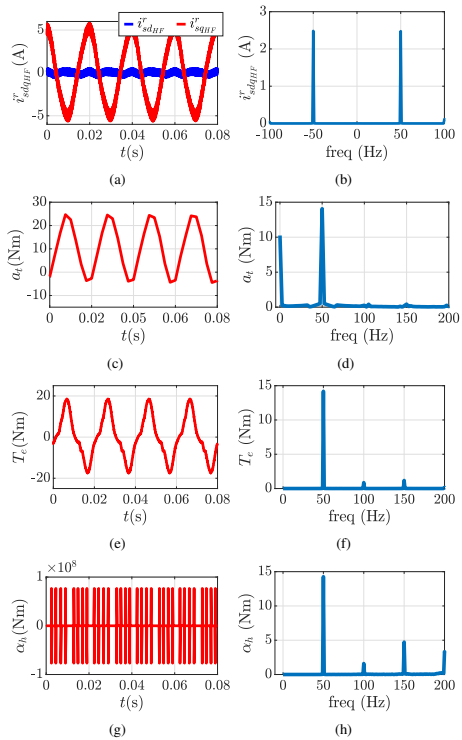 i^r_{sd_{HF}} i^r_{sq_{HF}}
i^r_{sdq_{HF}} (A)
5
0
-5
0 0.02 0.04 0.06 0.08
t(s)
(a)
i^r_{sdq_{HF}} (A)
3
2
1
0
-100 -50 0 50 100
freq (Hz)
(b)
a_t (Nm)
30
20
10
0
-10
0 0.02 0.04 0.06 0.08
t(s)
(c)
a_t (Nm)
15
10
5
0
0 50 100 150 200
freq (Hz)
(d)
T_e(Nm)
20
0
-20
0 0.02 0.04 0.06 0.08
t(s)
(e)
T_e (Nm)
15
10
5
0
0 50 100 150 200
freq (Hz)
(f)
×10^8
α_h(Nm)
1
0
-1
0 0.02 0.04 0.06 0.08
t(s)
(g)
α_h (Nm)
15
10
5
0
0 50 100 150 200
freq (Hz)
(h)